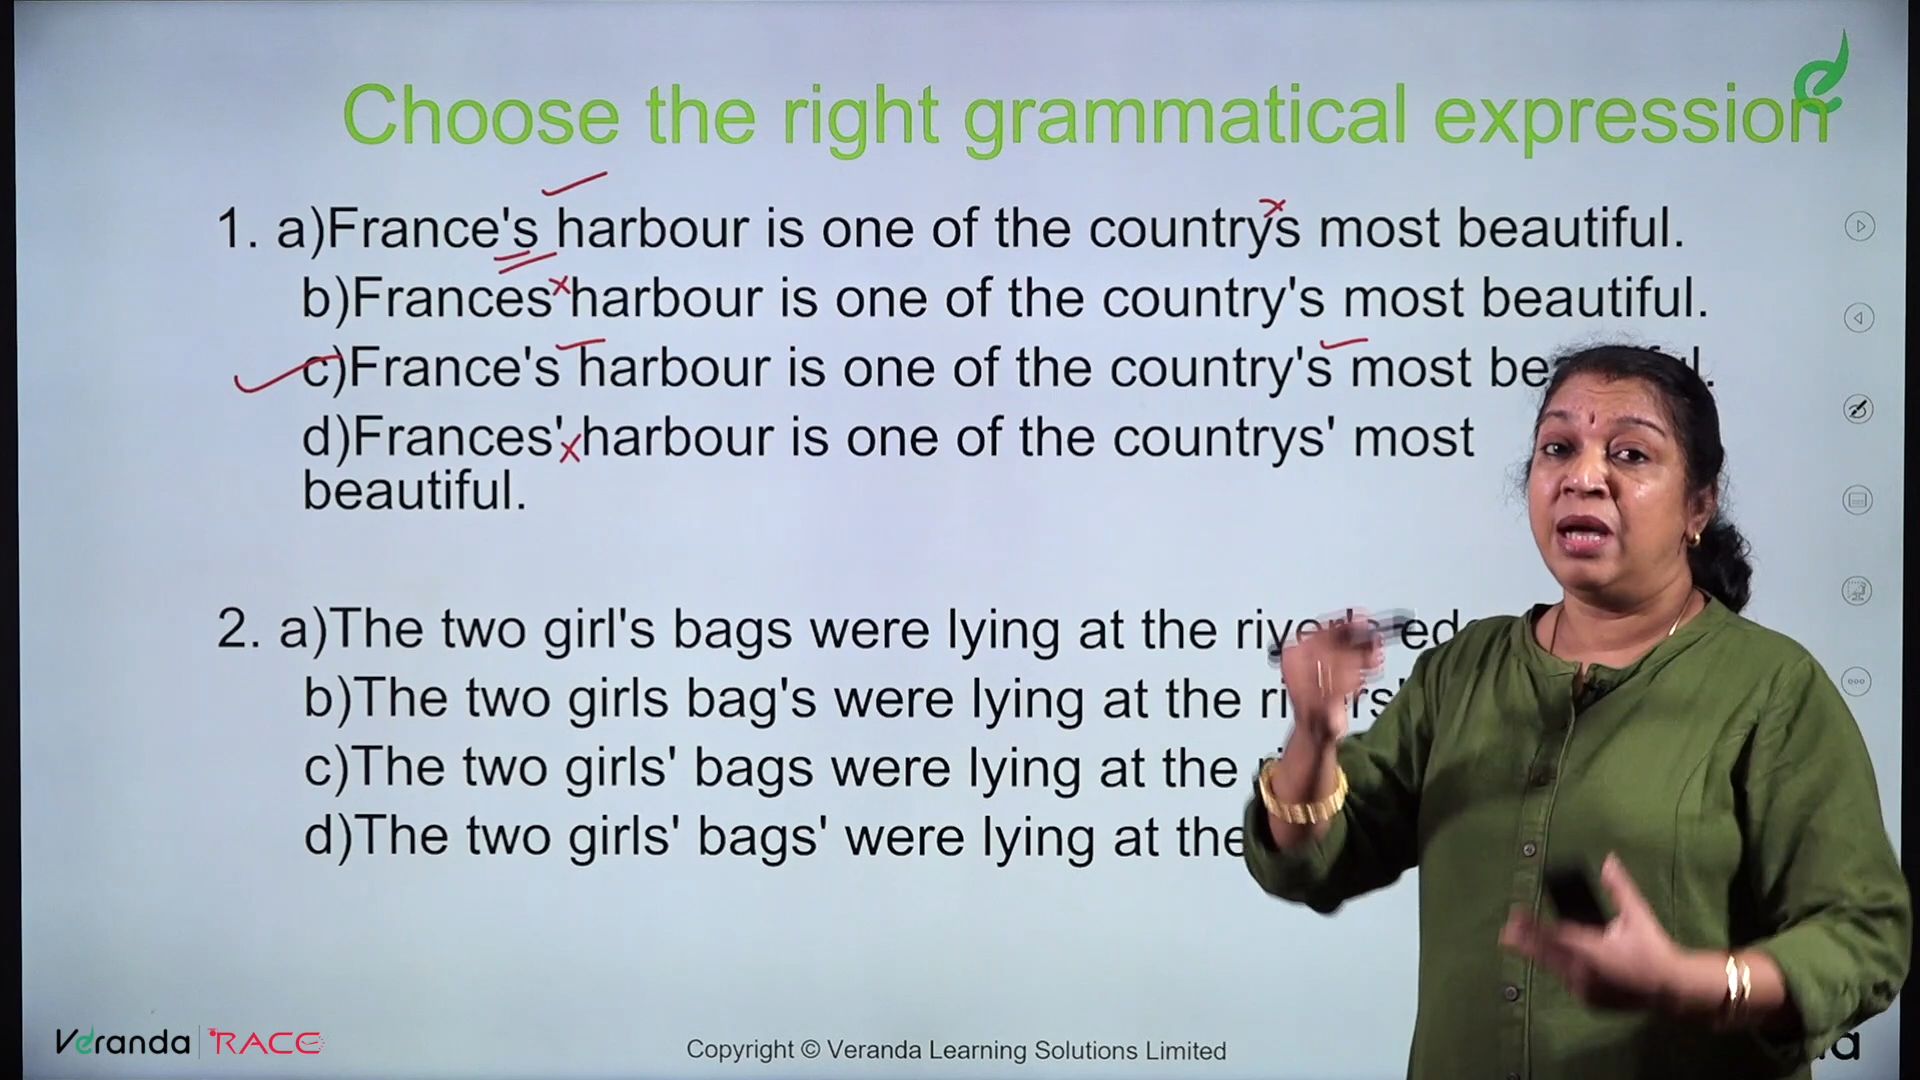 Choose the right grammatical expression
1. a)France's harbour is one of the countrys most beautiful.
b)Frances harbour is one of the country's most beautiful.
c)France's harbour is one of the country's most
d)Frances' harbour is one of the countrys' most
beautiful.
2. a)The two girl's bags were lying at the river's
b)The two girls bag's were lying at the
c)The two girls' bags were lying at the
d)The two girls' bags' were lying at the
Veranda RACE
Copyright © Veranda Learning Solutions Limited